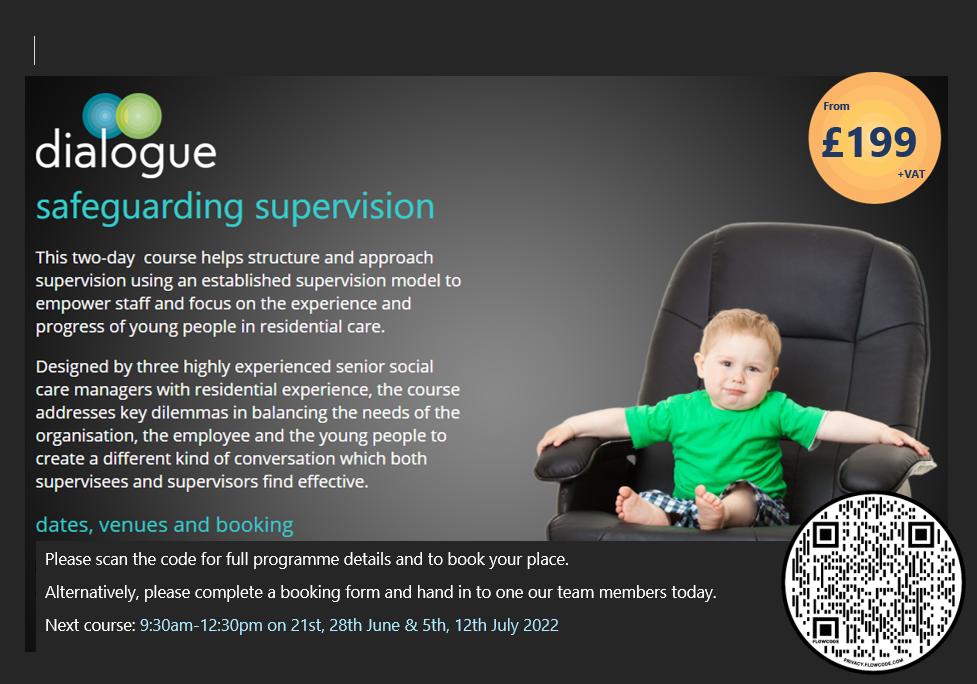 dialogue
From
£199
+VAT
safeguarding supervision
This two-day  course helps structure and approach
supervision using an established supervision model to
empower staff and focus on the experience and
progress of young people in residential care.
Designed by three highly experienced senior social
care managers with residential experience, the course
addresses key dilemmas in balancing the needs of the
organisation, the employee and the young people to
create a different kind of conversation which both
supervisees and supervisors find effective.
dates, venues and booking
Please scan the code for full programme details and to book your place.
Alternatively, please complete a booking form and hand in to one our team members today.
Next course: 9:30am-12:30pm on 21st, 28th June & 5th, 12th July 2022
FLOWCODE
PRIVACY.FLOWCODE.COM